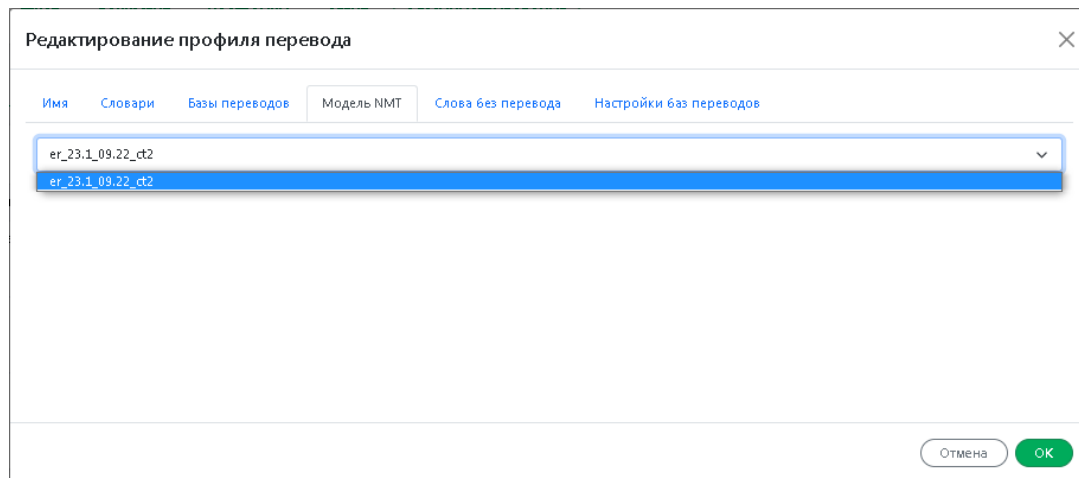 Редактирование профиля перевода
Имя Словари Базы переводов Модель NMT Слова без перевода Настройки баз переводов
er_23.1_09.22_ct2
er_23.1_09.22_ct2
Отмена OK